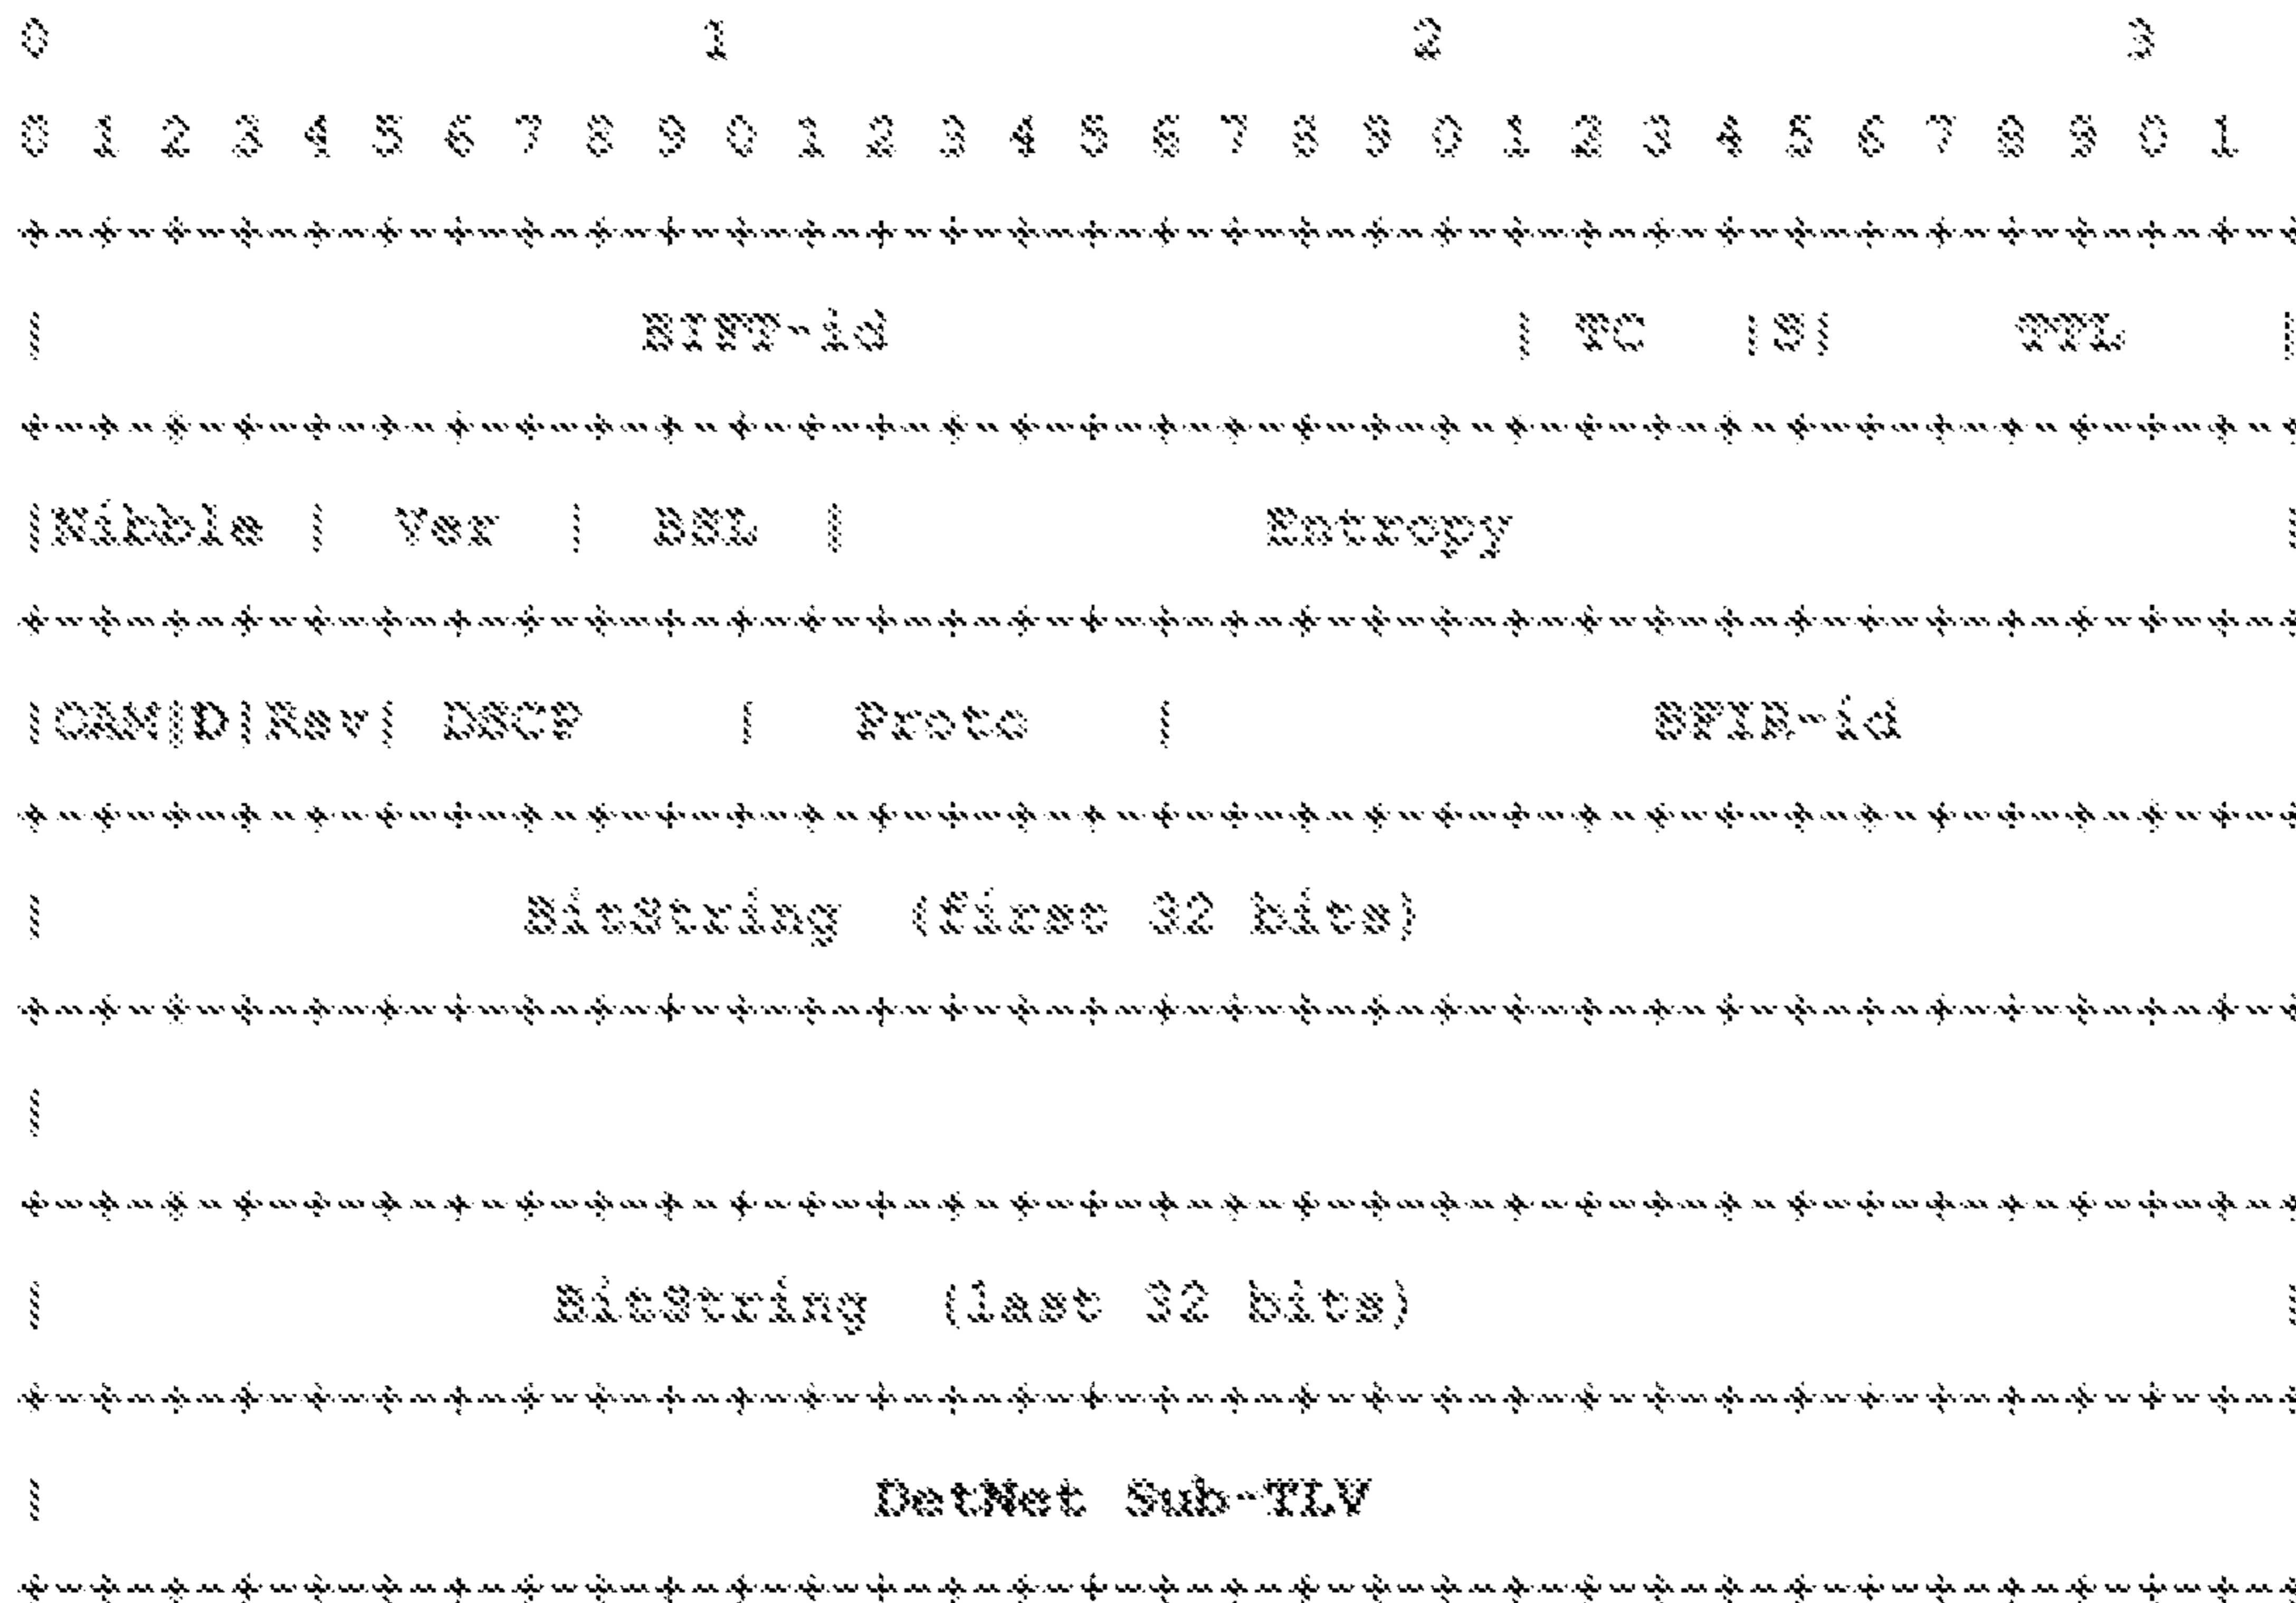 0                   1                   2                   3
0 1 2 3 4 5 6 7 8 9 0 1 2 3 4 5 6 7 8 9 0 1 2 3 4 5 6 7 8 9 0 1
+-+-+-+-+-+-+-+-+-+-+-+-+-+-+-+-+-+-+-+-+-+-+-+-+-+-+-+-+-+-+-+-+
| BIFT-id | TC |S| TTL |
+-+-+-+-+-+-+-+-+-+-+-+-+-+-+-+-+-+-+-+-+-+-+-+-+-+-+-+-+-+-+-+-+
|Nibble | Ver | BSL | Entropy |
+-+-+-+-+-+-+-+-+-+-+-+-+-+-+-+-+-+-+-+-+-+-+-+-+-+-+-+-+-+-+-+-+
|OAM|D|Rsv| DSCP | Proto | BFIR-id
+-+-+-+-+-+-+-+-+-+-+-+-+-+-+-+-+-+-+-+-+-+-+-+-+-+-+-+-+-+-+-+-+
| BitString (first 32 bits)
+-+-+-+-+-+-+-+-+-+-+-+-+-+-+-+-+-+-+-+-+-+-+-+-+-+-+-+-+-+-+-+-+
|
+-+-+-+-+-+-+-+-+-+-+-+-+-+-+-+-+-+-+-+-+-+-+-+-+-+-+-+-+-+-+-+-+
| BitString (last 32 bits) |
+-+-+-+-+-+-+-+-+-+-+-+-+-+-+-+-+-+-+-+-+-+-+-+-+-+-+-+-+-+-+-+-+
| DetNet Sub-TLV
+-+-+-+-+-+-+-+-+-+-+-+-+-+-+-+-+-+-+-+-+-+-+-+-+-+-+-+-+-+-+-+-+